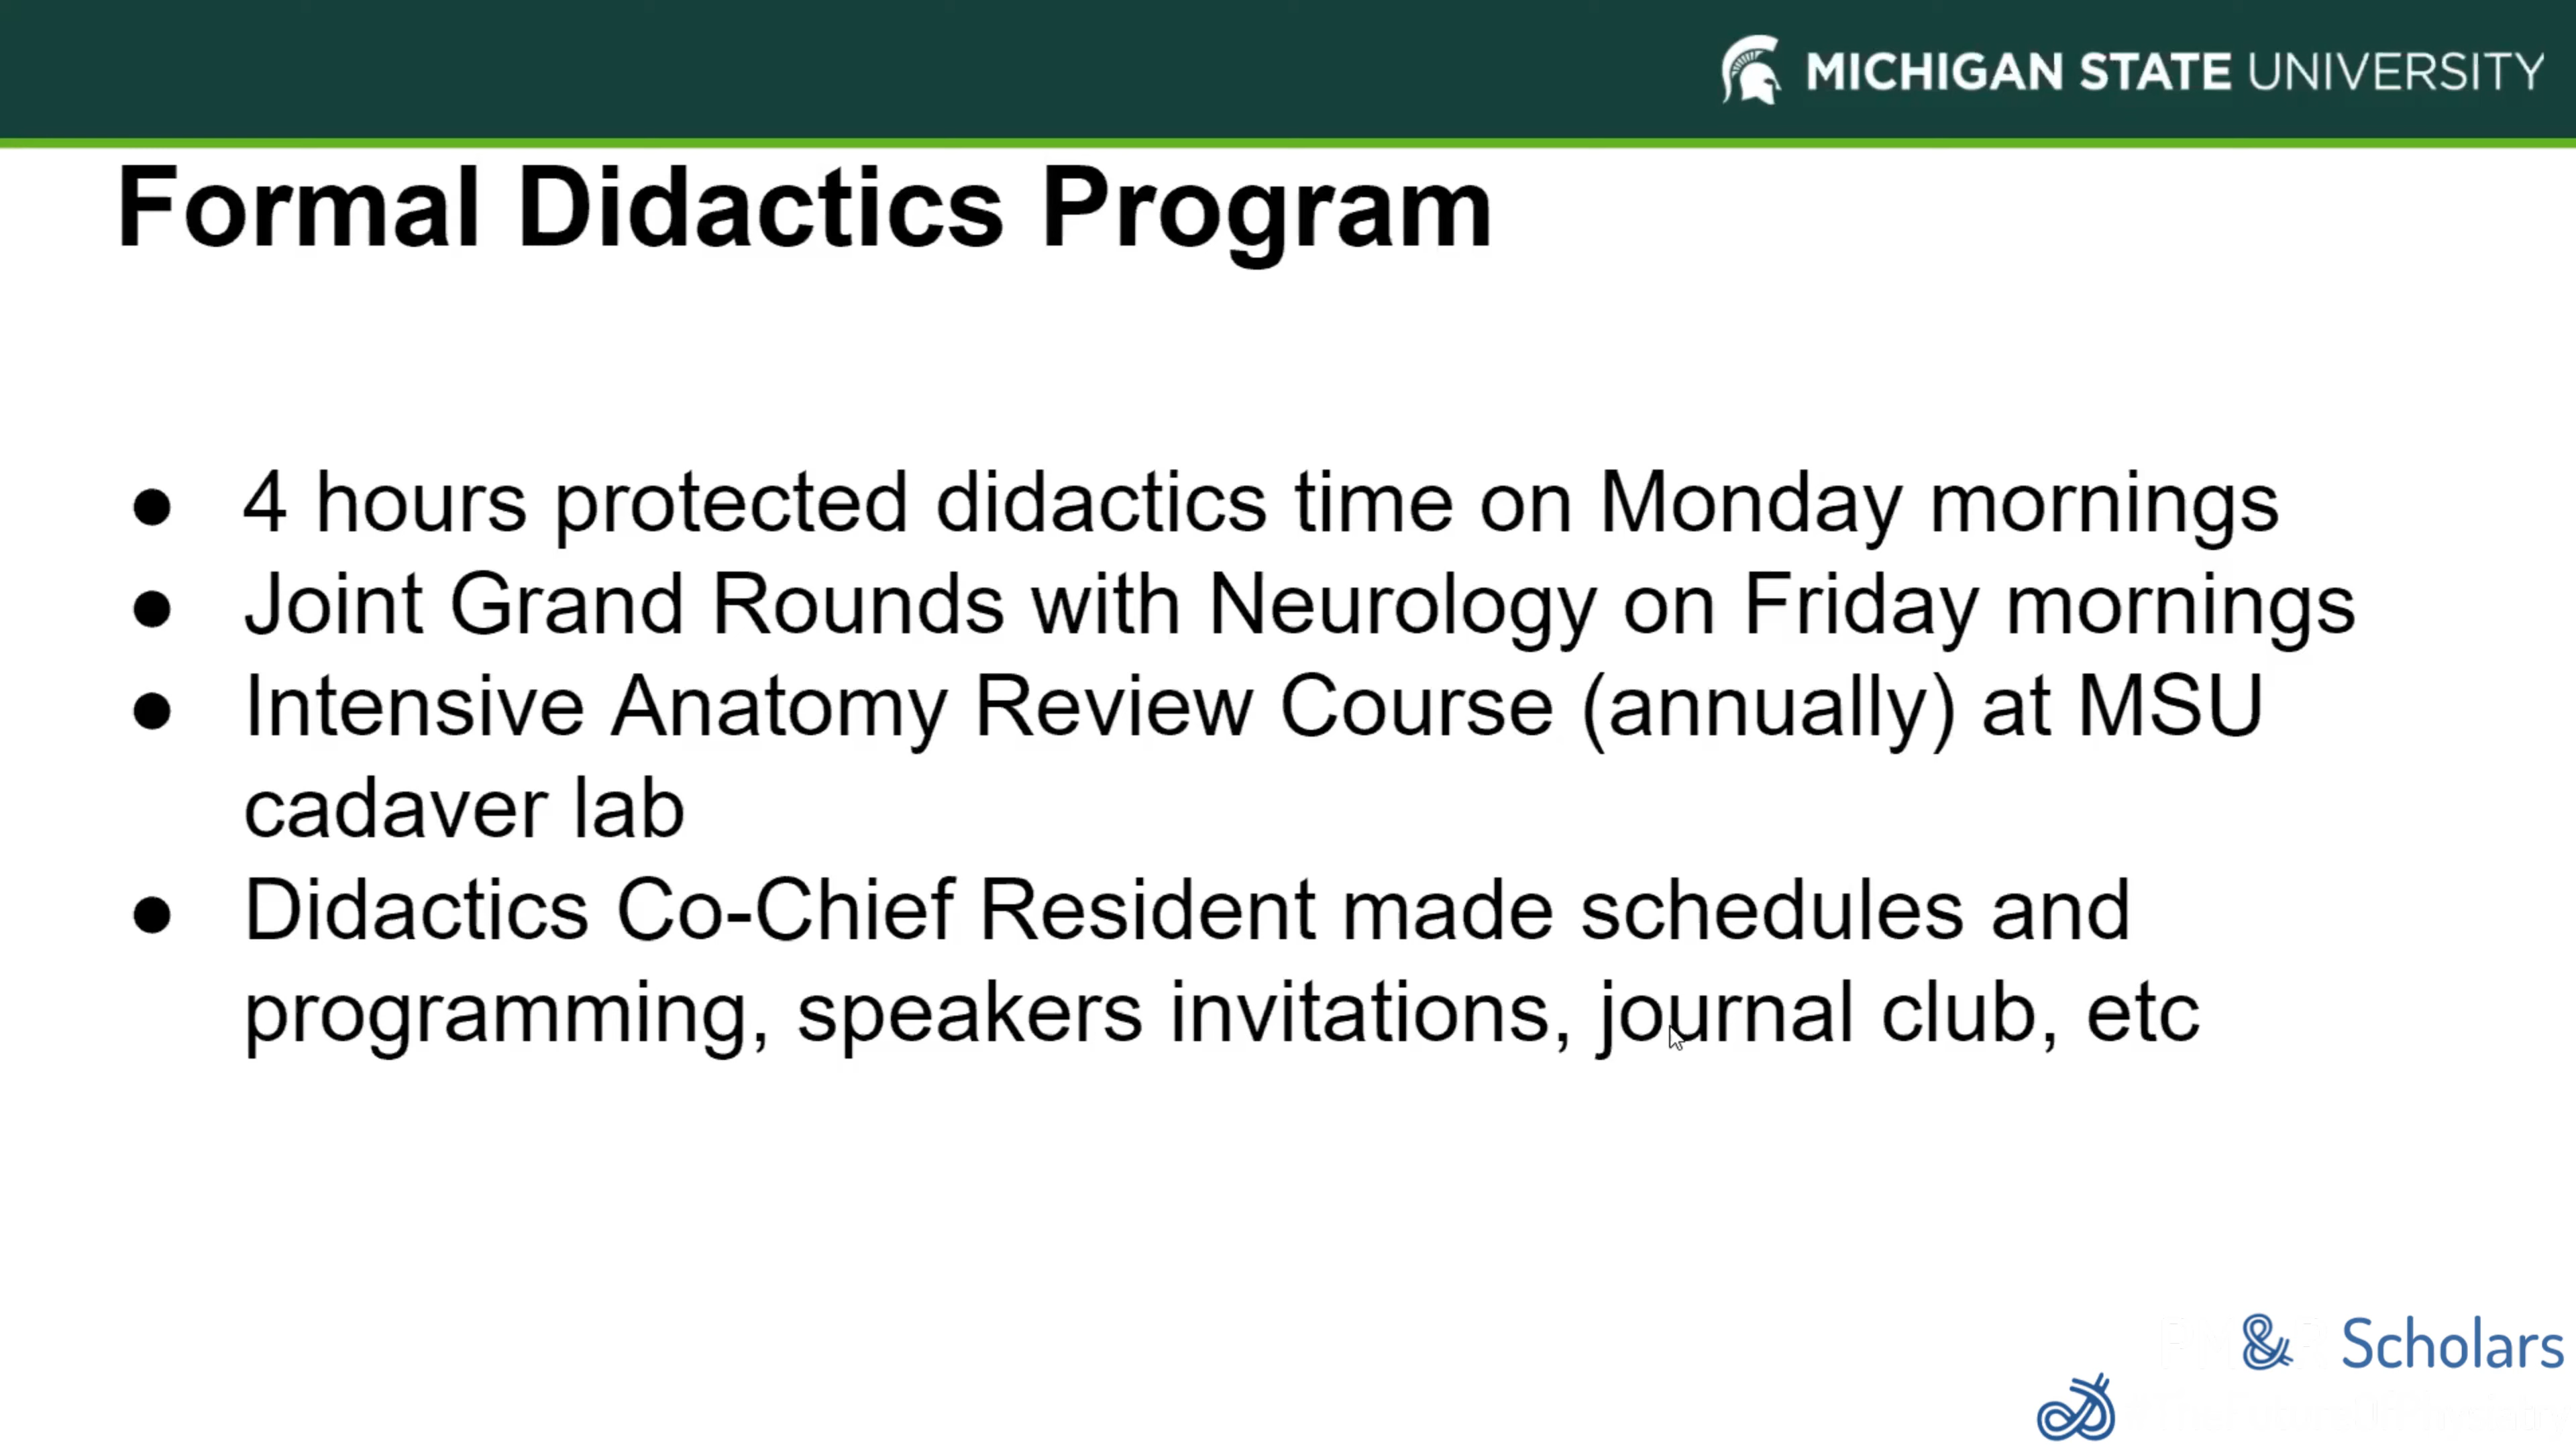 MICHIGAN STATE UNIVERSITY
Formal Didactics Program
● 4 hours protected didactics time on Monday mornings
● Joint Grand Rounds with Neurology on Friday mornings
● Intensive Anatomy Review Course (annually) at MSU
cadaver lab
● Didactics Co-Chief Resident made schedules and
programming, speakers invitations, journal club, etc
& Scholars